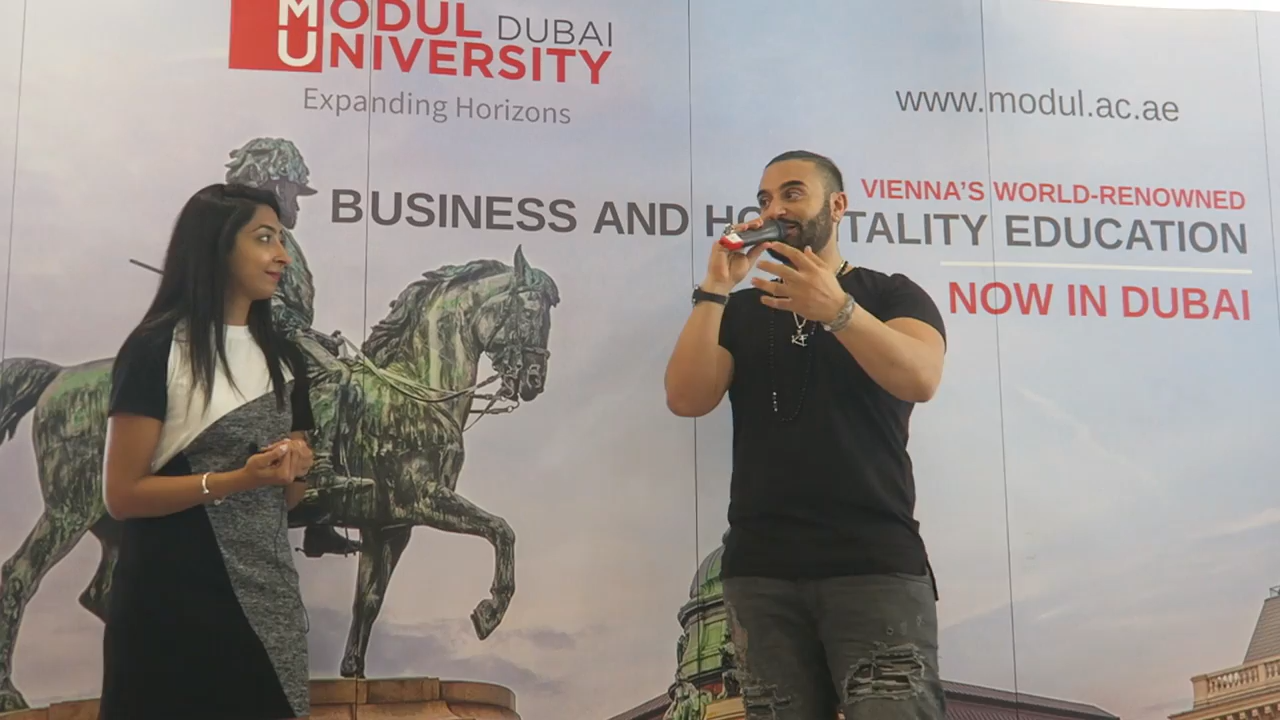 MODUL DUBAI
UNIVERSITY
Expanding Horizons
www.modul.ac.ae
VIENNA'S WORLD-RENOWNED
BUSINESS AND HO TALITY EDUCATION
NOW IN DUBAI